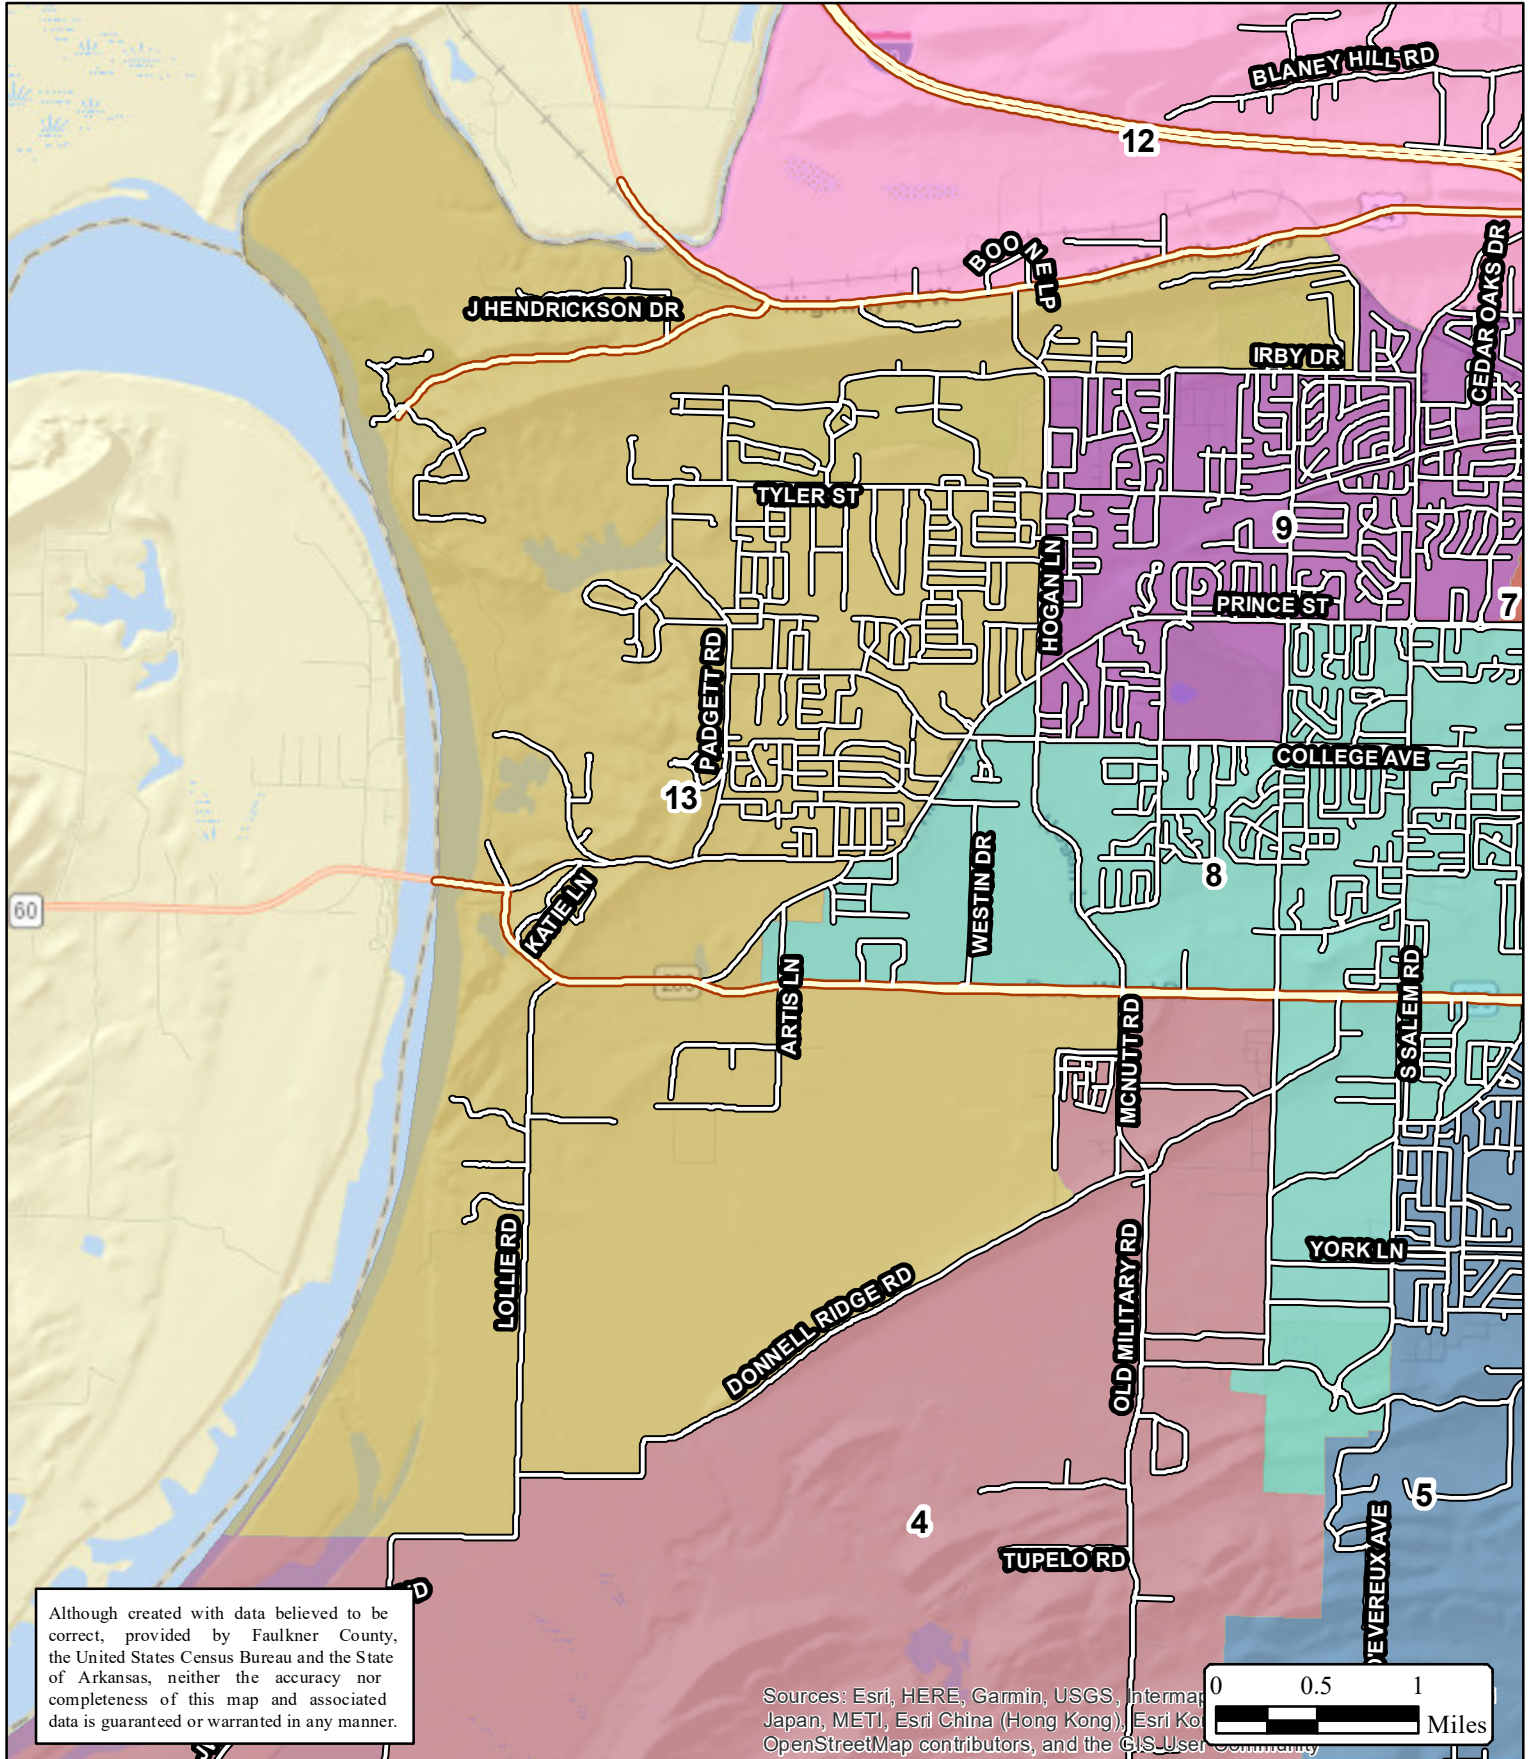 BLANEY HILL RD
12
CEDAR OAKS DR
BOONE LP
J HENDRICKSON DR
IRBY DR
TYLER ST
9
HOGAN LN
PRINCE ST
7
PADGETT RD
COLLEGE AVE
13
WESTIN DR
8
KATIE LN
60
ARTIS LN
S SALEM RD
MCNUTT RD
LOLLIE RD
OLD MILITARY RD
YORK LN
DONNELL RIDGE RD
4
5
TUPELO RD
DEVEREUX AVE
Although created with data believed to be
correct, provided by Faulkner County,
the United States Census Bureau and the State
of Arkansas, neither the accuracy nor
completeness of this map and associated
data is guaranteed or warranted in any manner.
0 0.5 1
Miles
Sources: Esri, HERE, Garmin, USGS, Intermap
Japan, METI, Esri China (Hong Kong), Esri Kor
OpenStreetMap contributors, and the GIS User Community